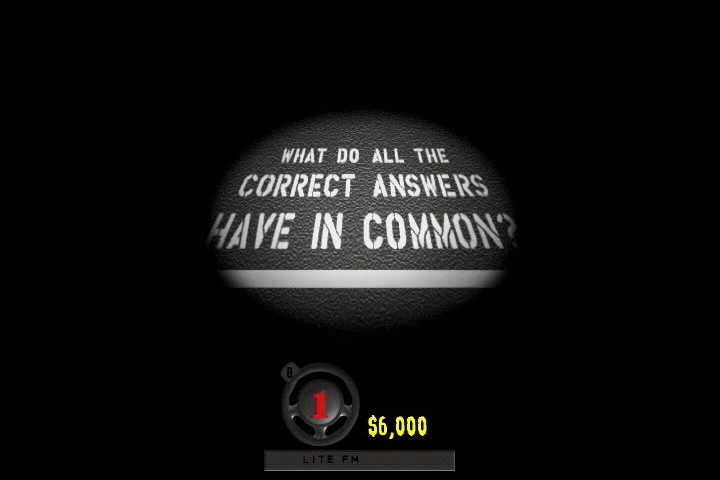 WHAT DO ALL THE
CORRECT ANSWERS
HAVE IN COMMON?
B
1
$6,000
LITE FM